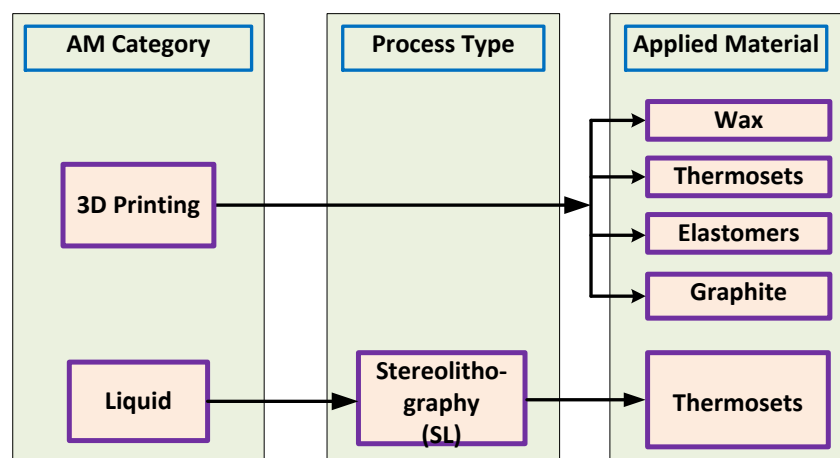 AM Category
Process Type
Applied Material
3D Printing
Wax
Thermosets
Elastomers
Graphite
Liquid
Stereolitho-
graphy
(SL)
Thermosets